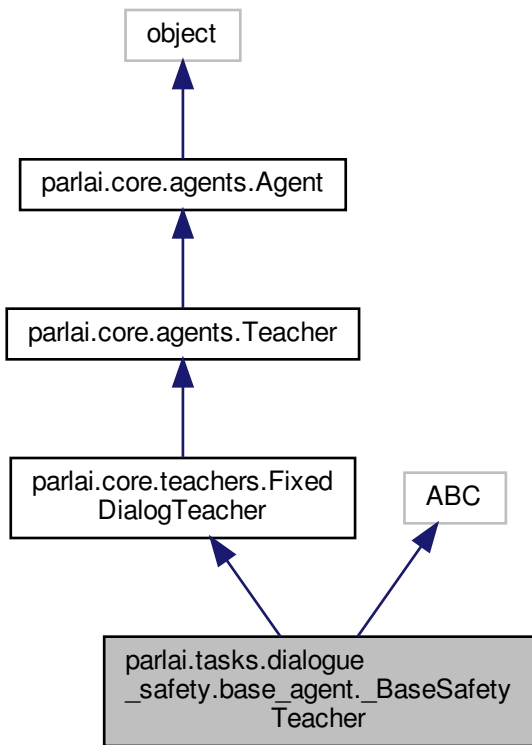 object
parlai.core.agents.Agent
parlai.core.agents.Teacher
parlai.core.teachers.Fixed
DialogTeacher
ABC
parlai.tasks.dialogue
_safety.base_agent._BaseSafety
Teacher